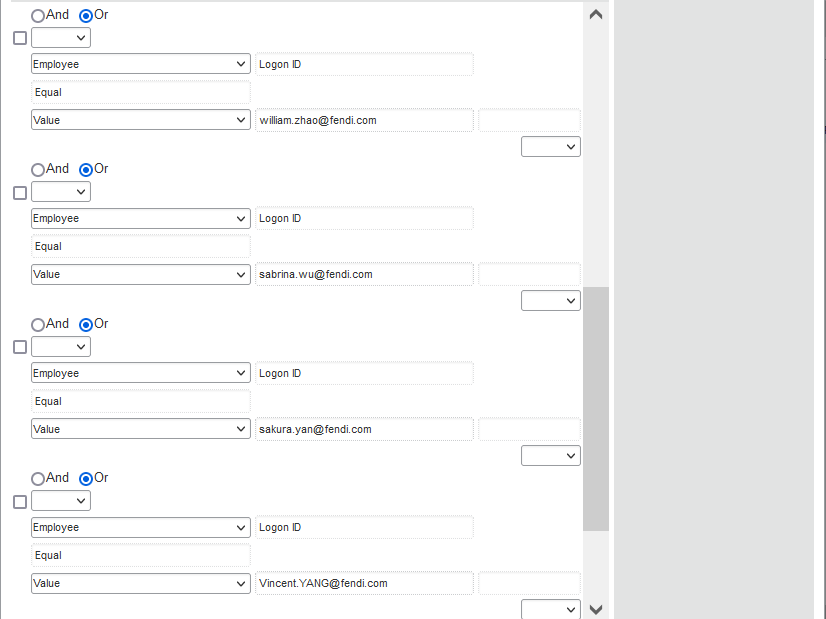 And Or
Employee Logon ID
Equal
Value william.zhao@fendi.com
And Or
Employee Logon ID
Equal
Value sabrina.wu@fendi.com
And Or
Employee Logon ID
Equal
Value sakura.yan@fendi.com
And Or
Employee Logon ID
Equal
Value Vincent.YANG@fendi.com